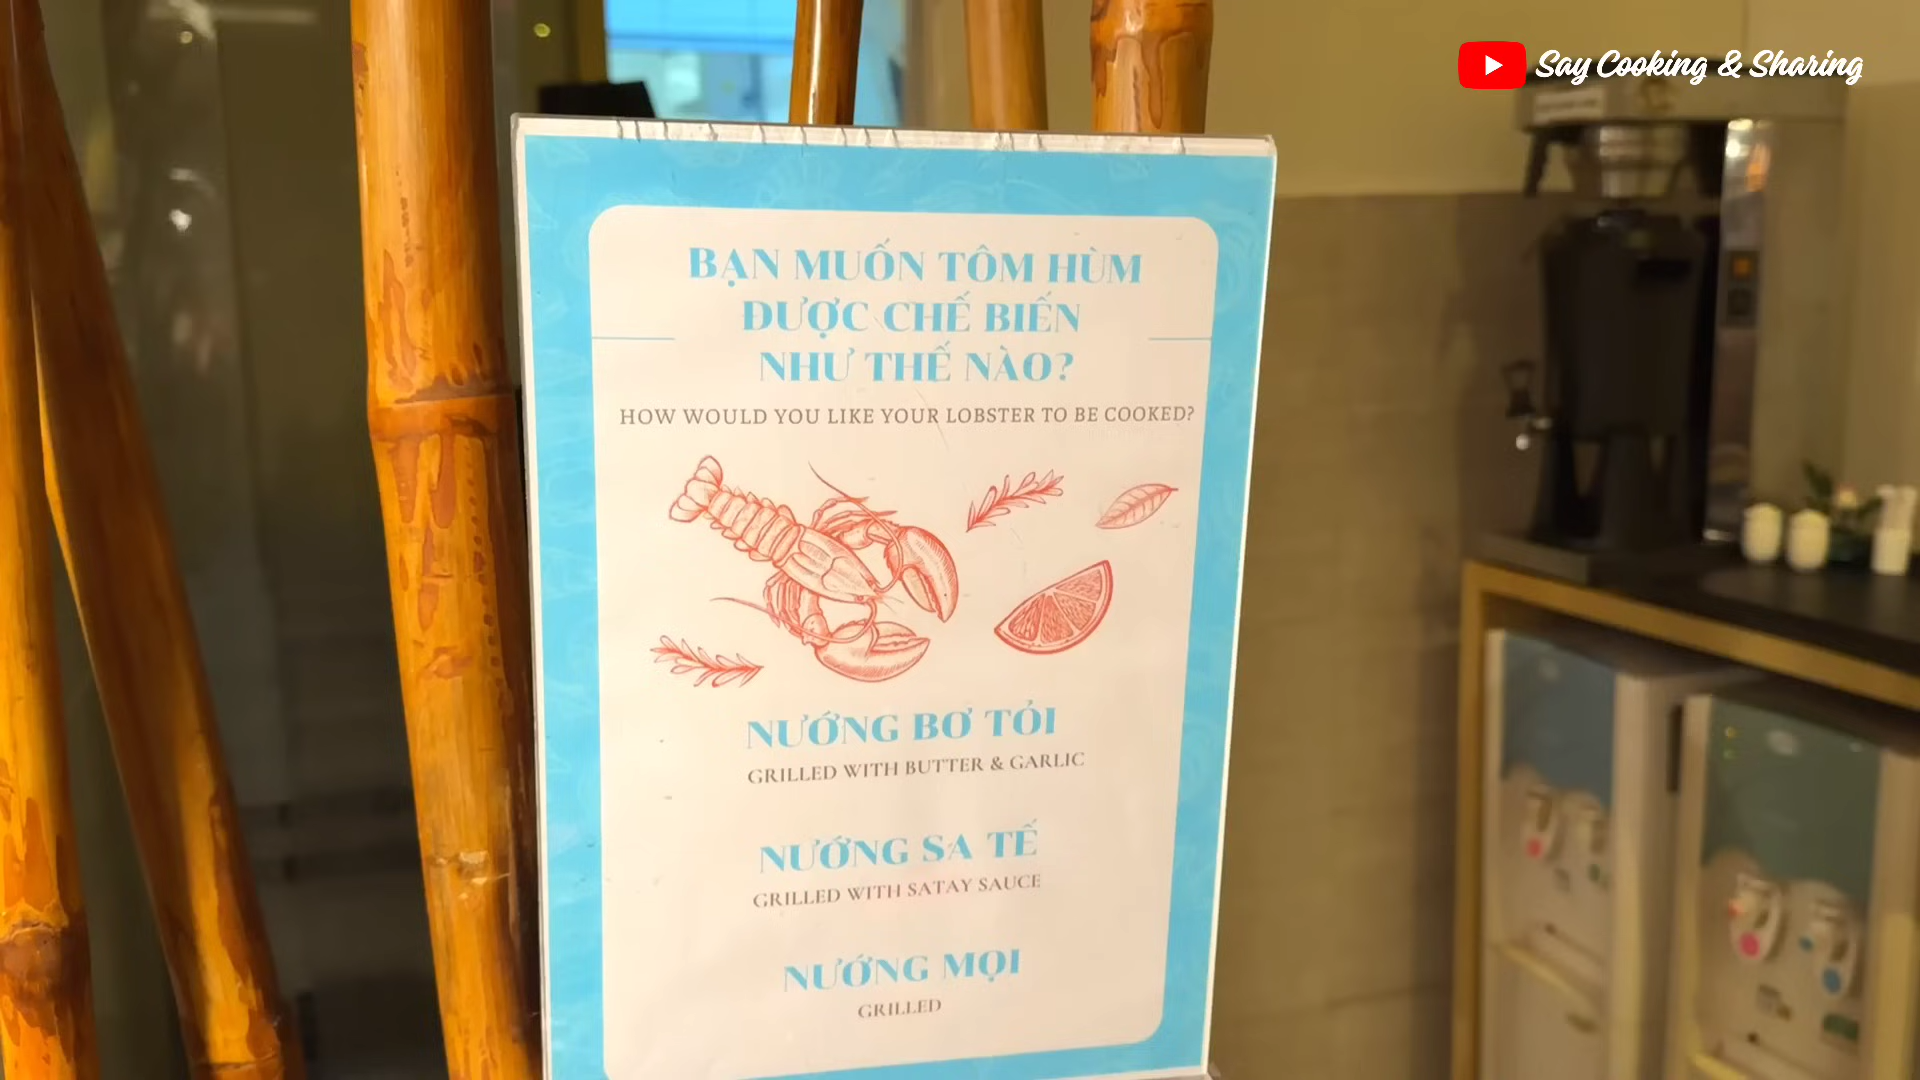 Say Cooking & Sharing
BẠN MUỐN TÔM HÙM
ĐƯỢC CHẾ BIẾN
NHƯ THẾ NÀO?
HOW WOULD YOU LIKE YOUR LOBSTER TO BE COOKED?
NƯỚNG BƠ TỎI
GRILLED WITH BUTTER & GARLIC
NƯỚNG SA TẾ
GRILLED WITH SATAY SAUCE
NƯỚNG MỌI
GRILLED